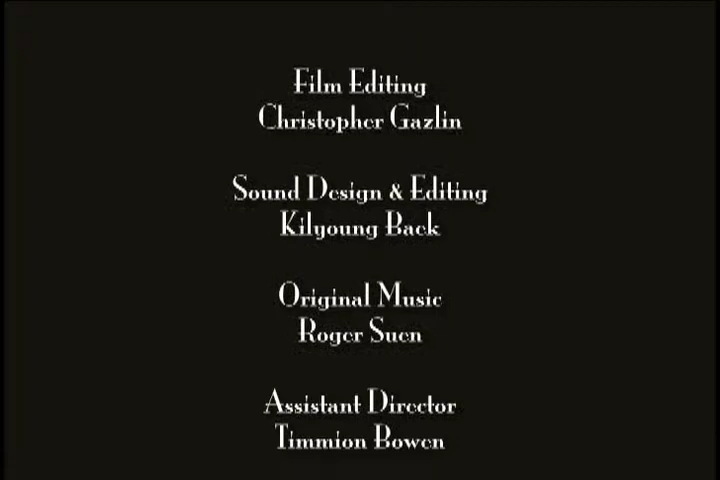 Film Editing
Christopher Gazlin
Sound Design & Editing
Kilyoung Baek
Original Music
Roger Suen
Assistant Director
Timmion Bowen